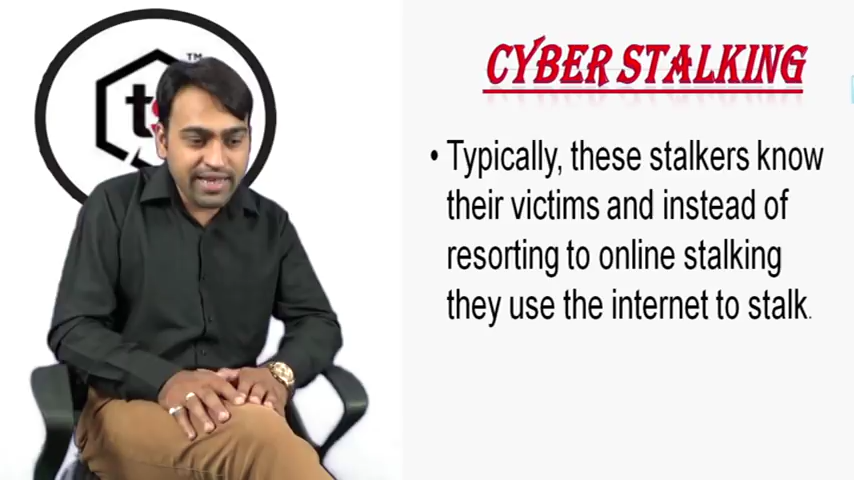 TM
t
CYBER STALKING
• Typically, these stalkers know
their victims and instead of
resorting to online stalking
they use the internet to stalk.